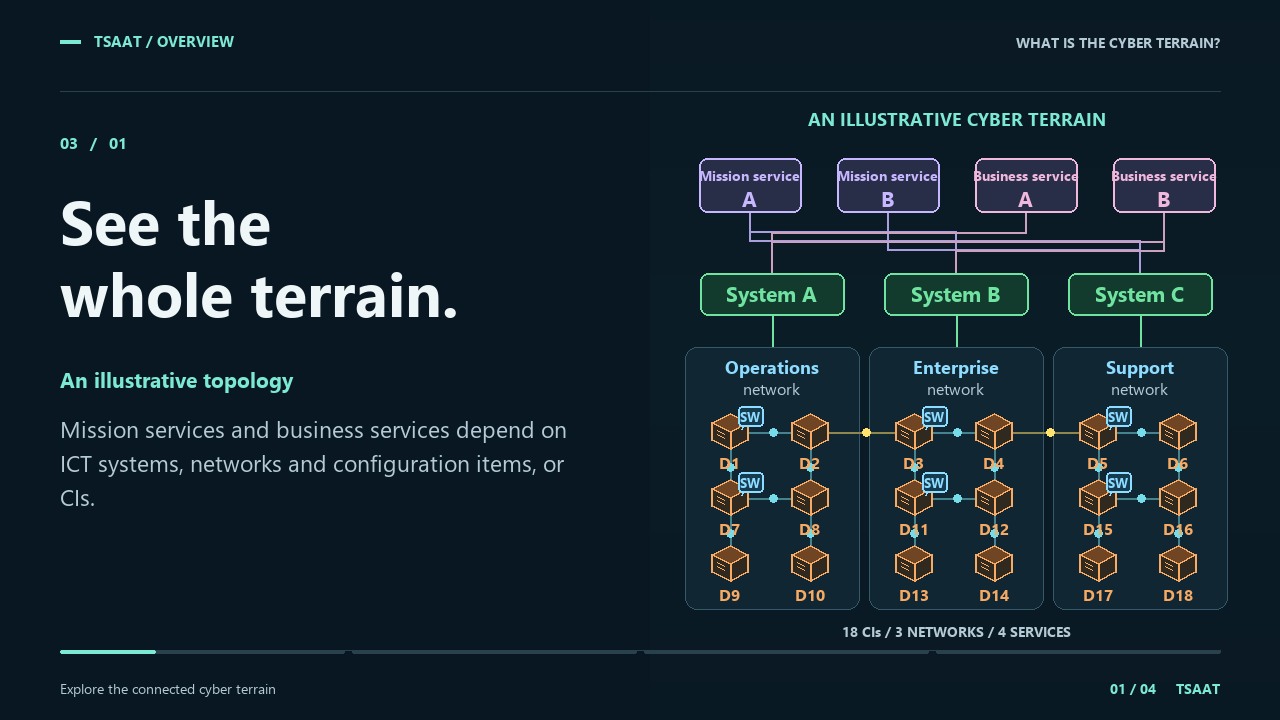 TSAAT / OVERVIEW
WHAT IS THE CYBER TERRAIN?
03 / 01
See the
whole terrain.
An illustrative topology
Mission services and business services depend on
ICT systems, networks and configuration items, or
CIs.
AN ILLUSTRATIVE CYBER TERRAIN
Mission service Mission service Business service Business service
A B A B
System A System B System C
Operations Enterprise Support
network network network
SW SW SW
D1 D2 D3 D4 D5 D6
SW SW SW
D7 D8 D11 D12 D15 D16
D9 D10 D13 D14 D17 D18
18 CIs / 3 NETWORKS / 4 SERVICES
Explore the connected cyber terrain
01 / 04 TSAAT